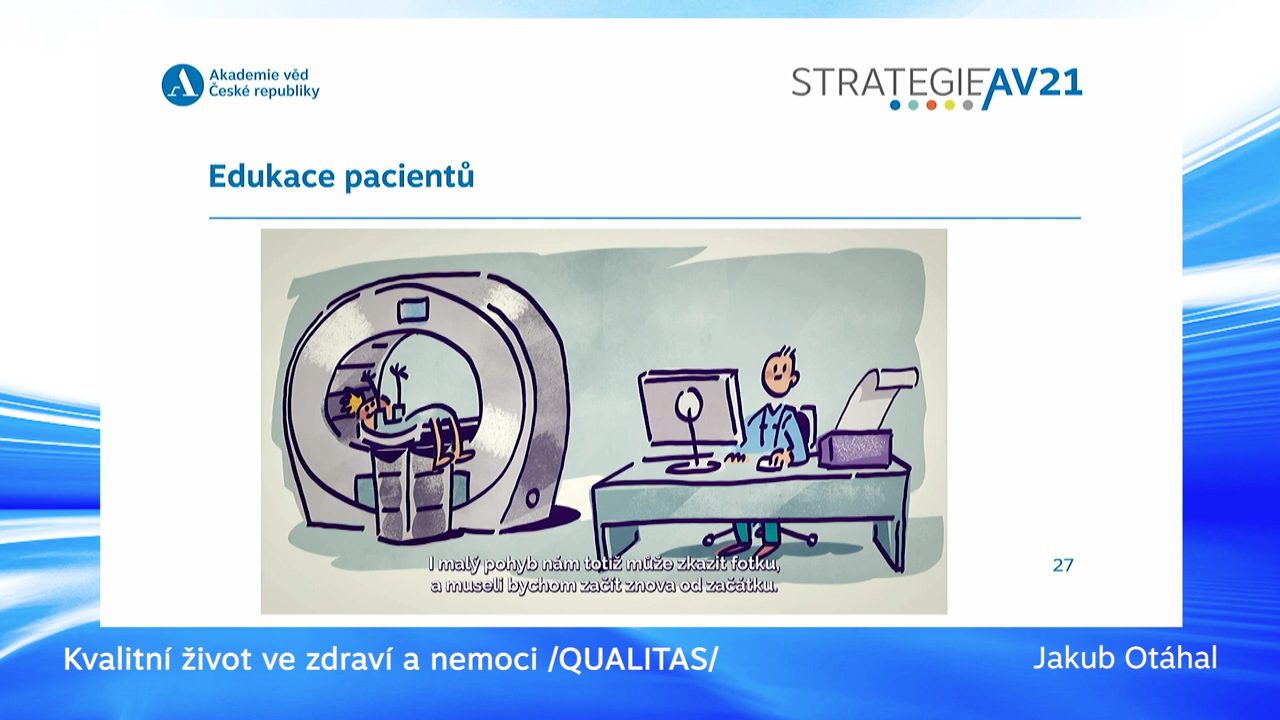 Akademie věd
České republiky
STRATEGIE/AV21
Edukace pacientů
I malý pohyb nám totiž může zkazit fotku,
a museli bychom začít znova od začátku.
27
Kvalitní život ve zdraví a nemoci /QUALITAS/
Jakub Otáhal